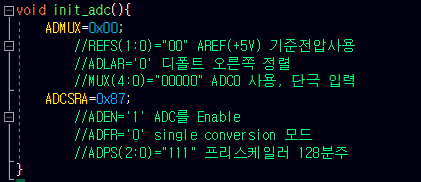 void init_adc(){
ADMUX=0x00;
//REFS(1:0)="00" AREF(+5V) 기준전압사용
//ADLAR='0' 디폴트 오른쪽 정렬
//MUX(4:0)="00000" ADC0 사용, 단극 입력
ADCSRA=0x87;
//ADEN='1' ADC를 Enable
//ADFR='0' single conversion 모드
//ADPS(2:0)="111" 프리스케일러 128분주
}